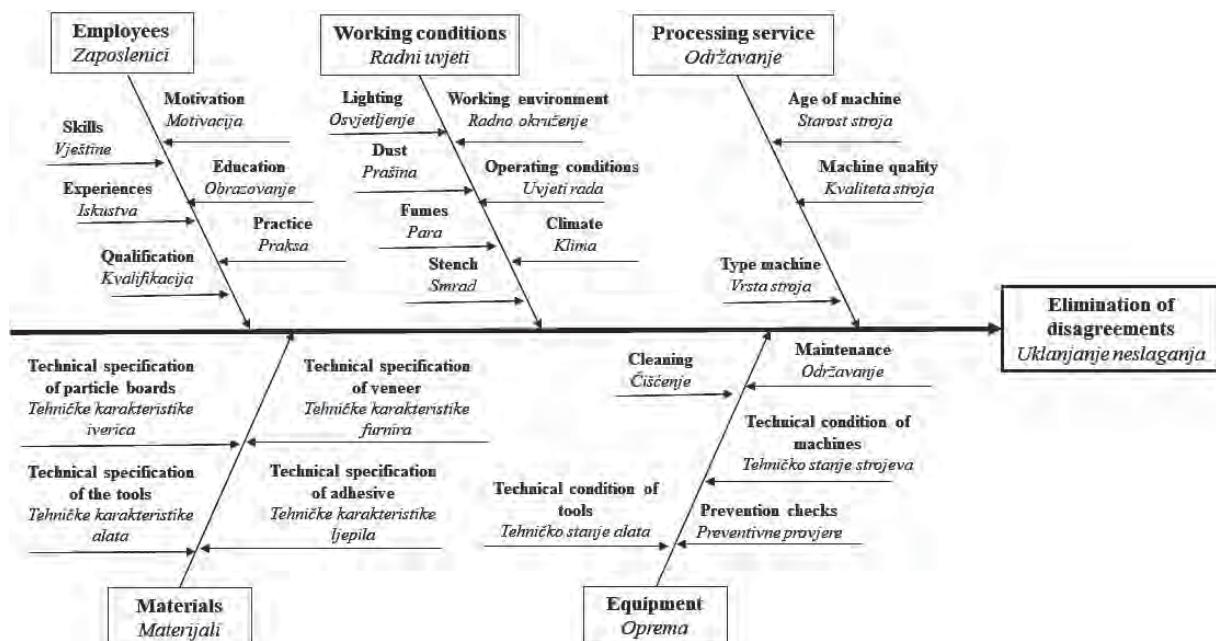 Employees
Zaposlenici
Working conditions
Radni uvjeti
Processing service
Održavanje
Motivation
Motivacija
Skills
Vještine
Education
Obrazovanje
Experiences
Iskustva
Practice
Praksa
Qualification
Kvalifikacija
Lighting
Osvjetljenje
Working environment
Radno okruženje
Dust
Prašina
Operating conditions
Uvjeti rada
Fumes
Para
Climate
Klima
Stench
Smrad
Age of machine
Starost stroja
Machine quality
Kvaliteta stroja
Type machine
Vrsta stroja
Elimination of
disagreements
Uklanjanje neslaganja
Technical specification
of particle boards
Tehničke karakteristike
iverica
Technical specification
of veneer
Tehničke karakteristike
furnira
Technical specification
of the tools
Tehničke karakteristike
alata
Technical specification
of adhesive
Tehničke karakteristike
ljepila
Cleaning
Čišćenje
Maintenance
Održavanje
Technical condition of
machines
Tehničko stanje strojeva
Technical condition of
tools
Tehničko stanje alata
Prevention checks
Preventivne provjere
Materials
Materijali
Equipment
Oprema